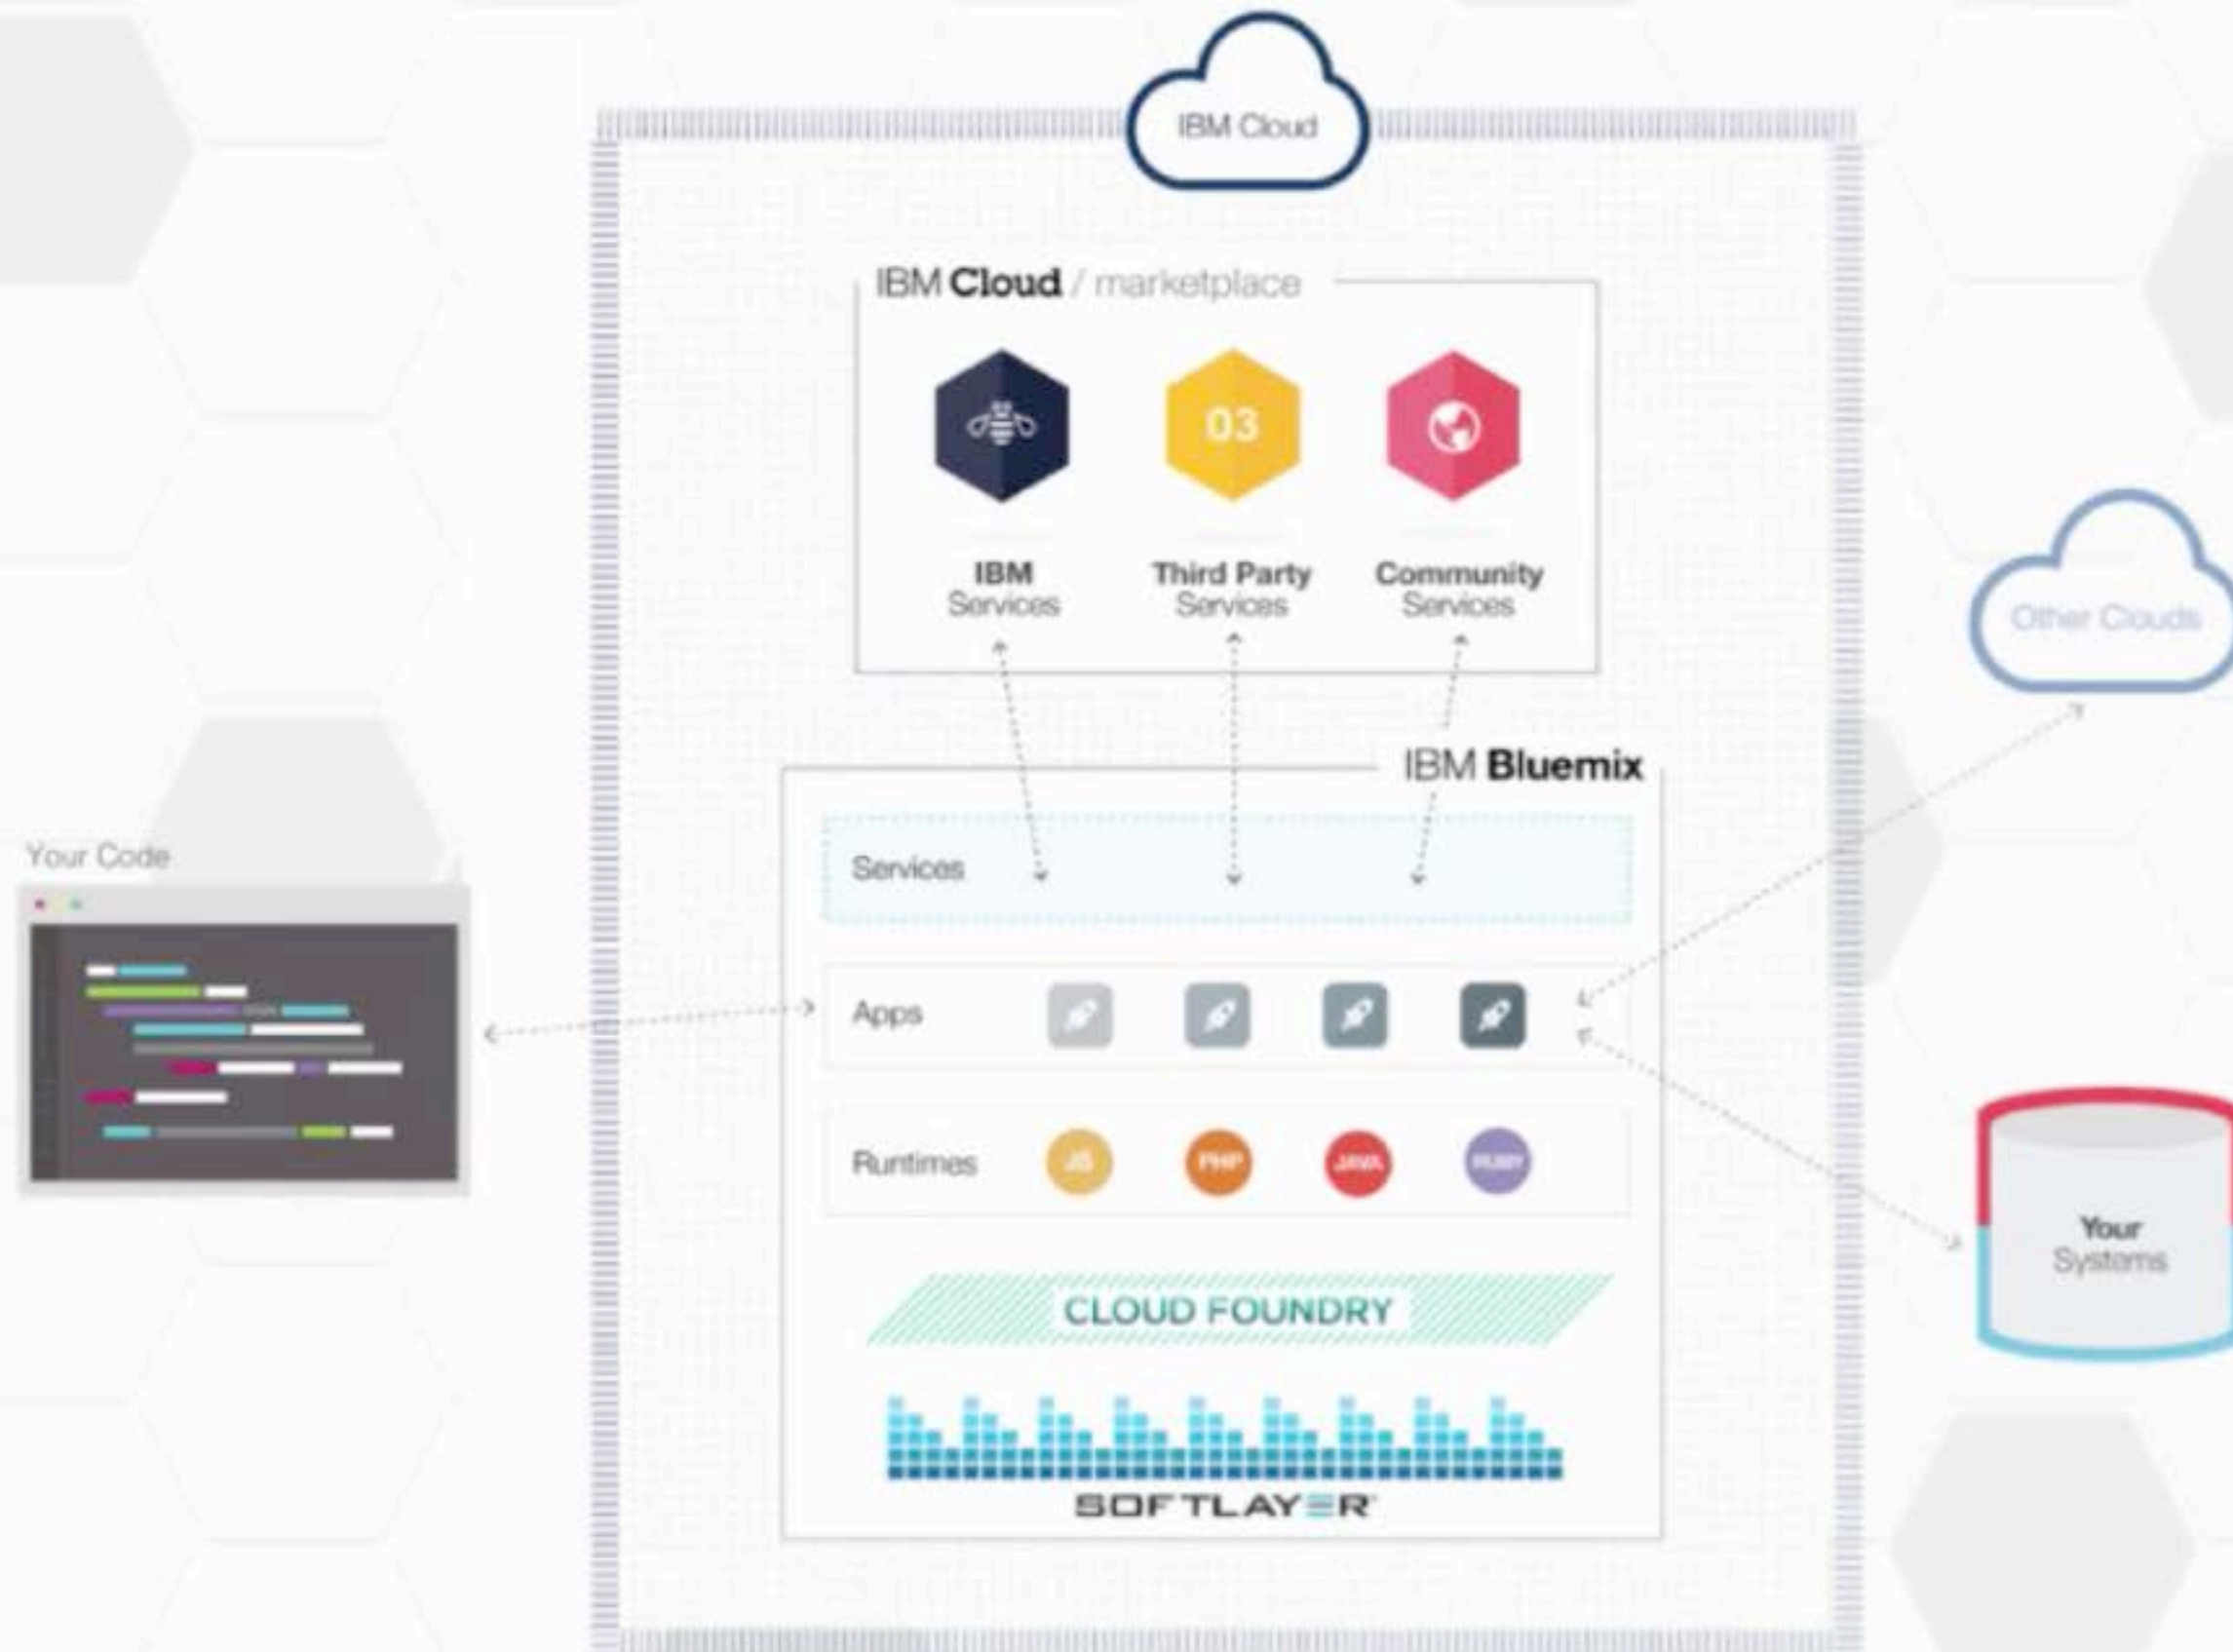 IBM Cloud
IBM Cloud / marketplace
03
IBM
Services
Third Party
Services
Community
Services
Other Clouds
IBM Bluemix
Services
Your Code
Apps
Runtimes
JS
PHP
JAVA
RUBY
Your
Systems
CLOUD FOUNDRY
SOFTLAYER